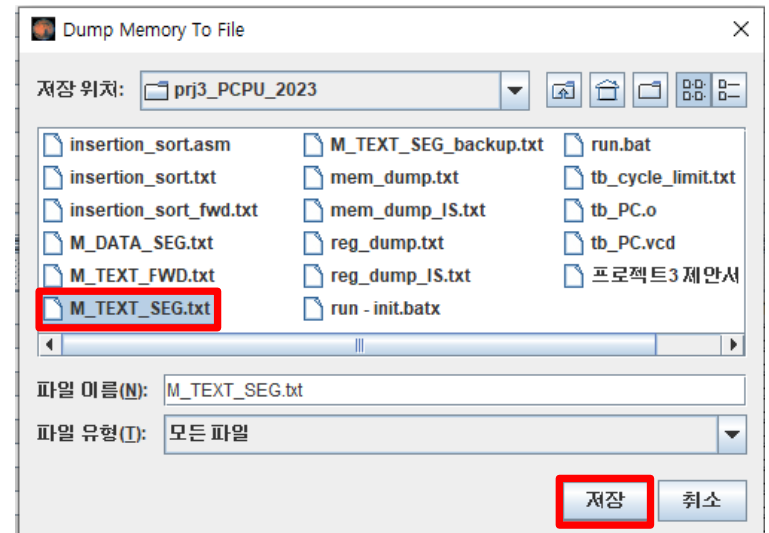 Dump Memory To File
저장 위치: prj3_PCPU_2023
insertion_sort.asm
insertion_sort.txt
insertion_sort_fwd.txt
M_DATA_SEG.txt
M_TEXT_FWD.txt
M_TEXT_SEG.txt
M_TEXT_SEG_backup.txt
mem_dump.txt
mem_dump_IS.txt
reg_dump.txt
reg_dump_IS.txt
run - init.batx
run.bat
tb_cycle_limit.txt
tb_PC.o
tb_PC.vcd
프로젝트3 제안서
파일 이름(N): M_TEXT_SEG.txt
파일 유형(T): 모든 파일
저장 취소